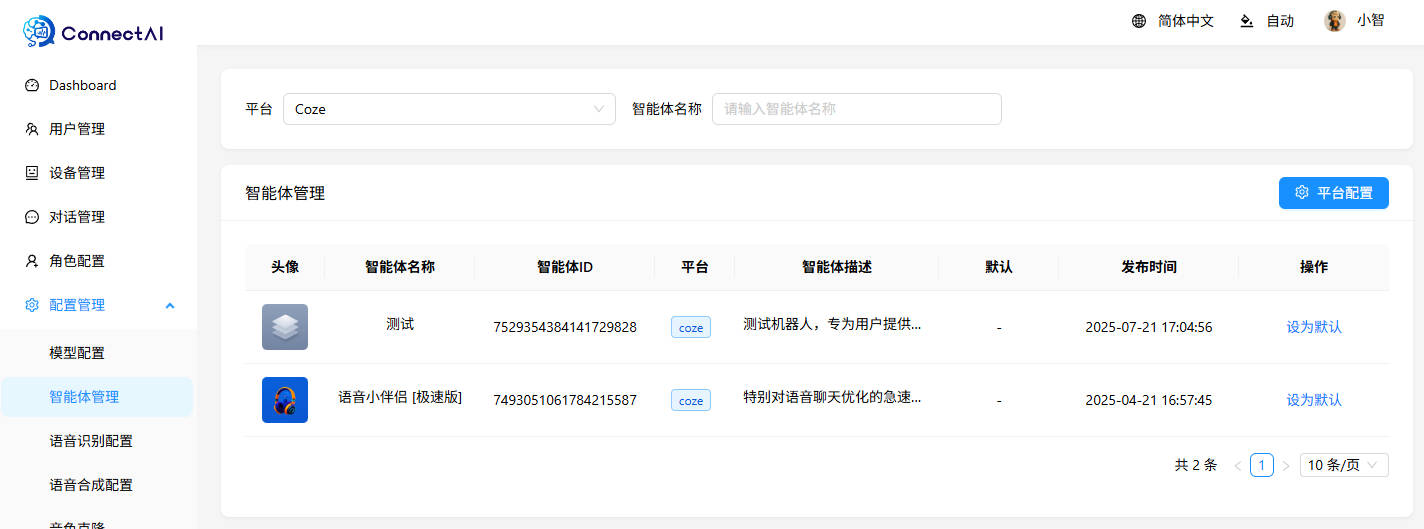 ConnectAI
简体中文
自动
小智
Dashboard
用户管理
设备管理
对话管理
角色配置
配置管理
模型配置
智能体管理
语音识别配置
语音合成配置
音色克隆
平台
Coze
智能体名称
请输入智能体名称
智能体管理
平台配置
头像 智能体名称 智能体ID 平台 智能体描述 默认 发布时间 操作
测试 7529354384141729828 coze 测试机器人，专为用户提供... - 2025-07-21 17:04:56 设为默认
语音小伴侣 [极速版] 7493051061784215587 coze 特别对语音聊天优化的急速... - 2025-04-21 16:57:45 设为默认
共 2 条 < 1 > 10 条/页